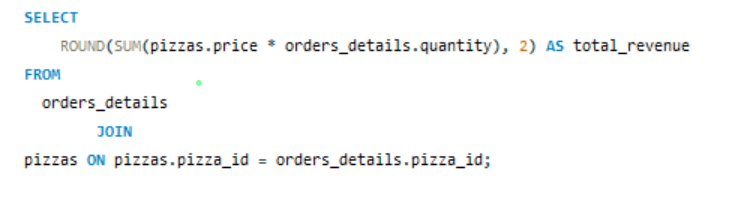 SELECT
ROUND(SUM(pizzas.price * orders_details.quantity), 2) AS total_revenue
FROM
orders_details
JOIN
pizzas ON pizzas.pizza_id = orders_details.pizza_id;